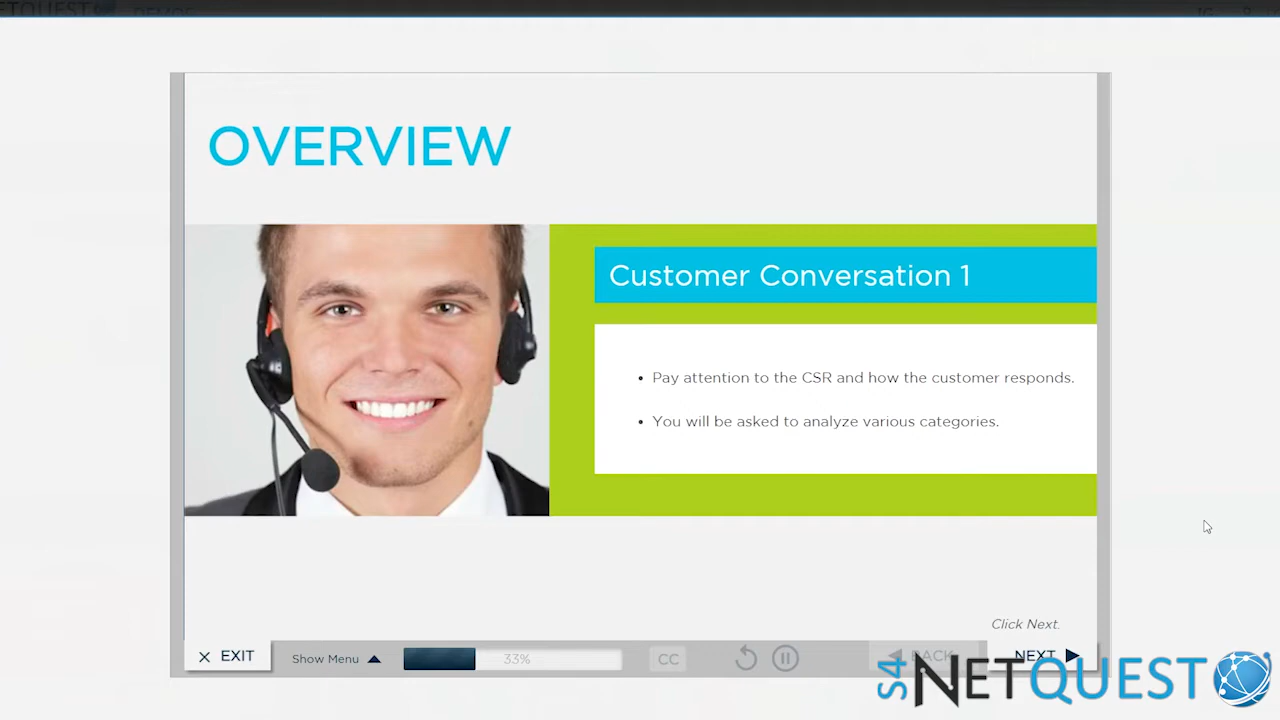 OVERVIEW
Customer Conversation 1
• Pay attention to the CSR and how the customer responds.
• You will be asked to analyze various categories.
Click Next.
× EXIT
Show Menu
33%
CC
BACK
NEXT
S4 NETQUEST